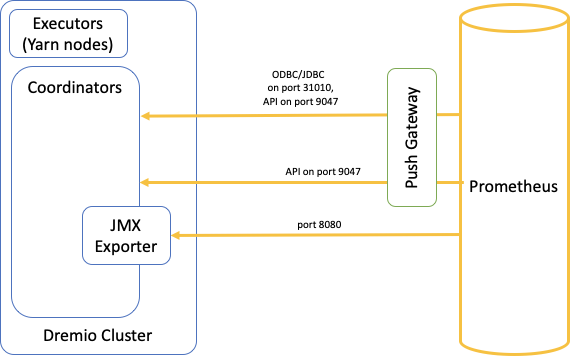 Executors
(Yarn nodes)
Coordinators
ODBC/JDBC
on port 31010,
API on port 9047
Push Gateway
API on port 9047
Prometheus
JMX
Exporter
port 8080
Dremio Cluster